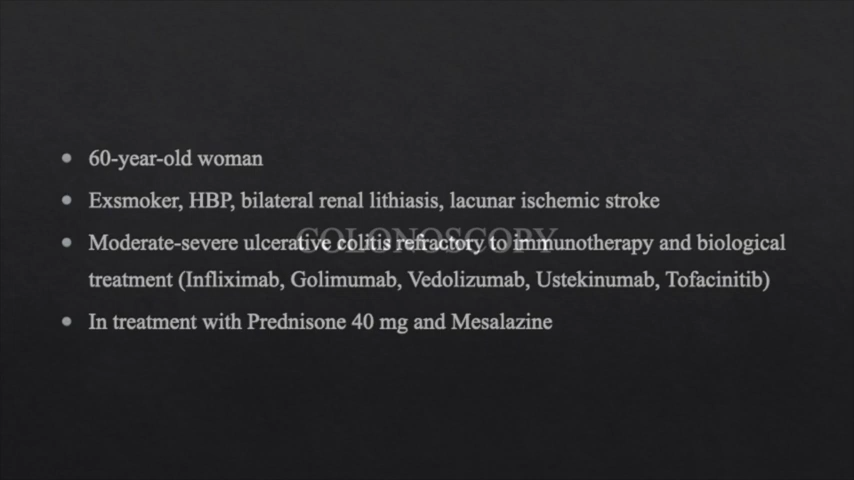 60-year-old woman
Exsmoker, HBP, bilateral renal lithiasis, lacunar ischemic stroke
COLONOSCOPY
Moderate-severe ulcerative colitis refractory to immunotherapy and biological
treatment (Infliximab, Golimumab, Vedolizumab, Ustekinumab, Tofacinitib)
In treatment with Prednisone 40 mg and Mesalazine